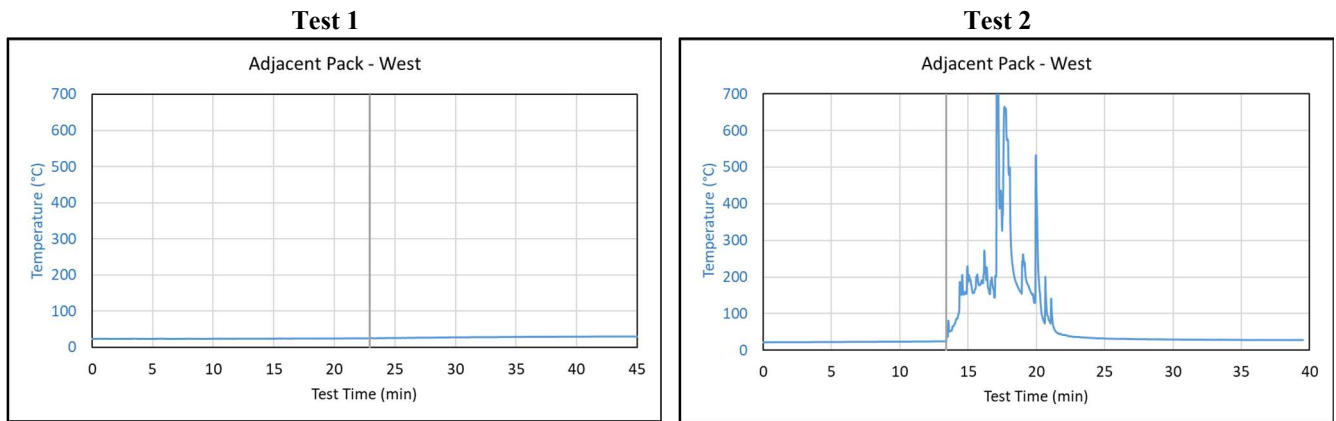 Test 1
Test 2
Adjacent Pack - West
700
600
500
400
300
200
100
0
Temperature (°C)
0 5 10 15 20 25 30 35 40 45
Test Time (min)
Adjacent Pack - West
700
600
500
400
300
200
100
0
Temperature (°C)
0 5 10 15 20 25 30 35 40
Test Time (min)